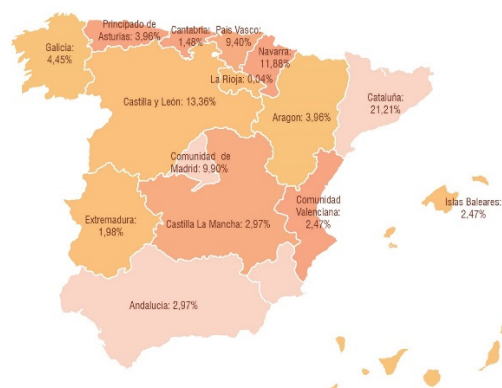 Principado de
Asturias: 3,96%
Cantabria:
1,48%
País Vasco:
9,40%
Galicia:
4,45%
Navarra:
11,88%
La Rioja: 0,04%
Castilla y León: 13,36%
Aragon: 3,96%
Cataluña:
21,21%
Comunidad de
Madrid: 9,90%
Extremadura:
1,98%
Castilla La Mancha: 2,97%
Comunidad
Valenciana:
2,47%
Islas Baleares:
2,47%
Andalucia: 2,97%